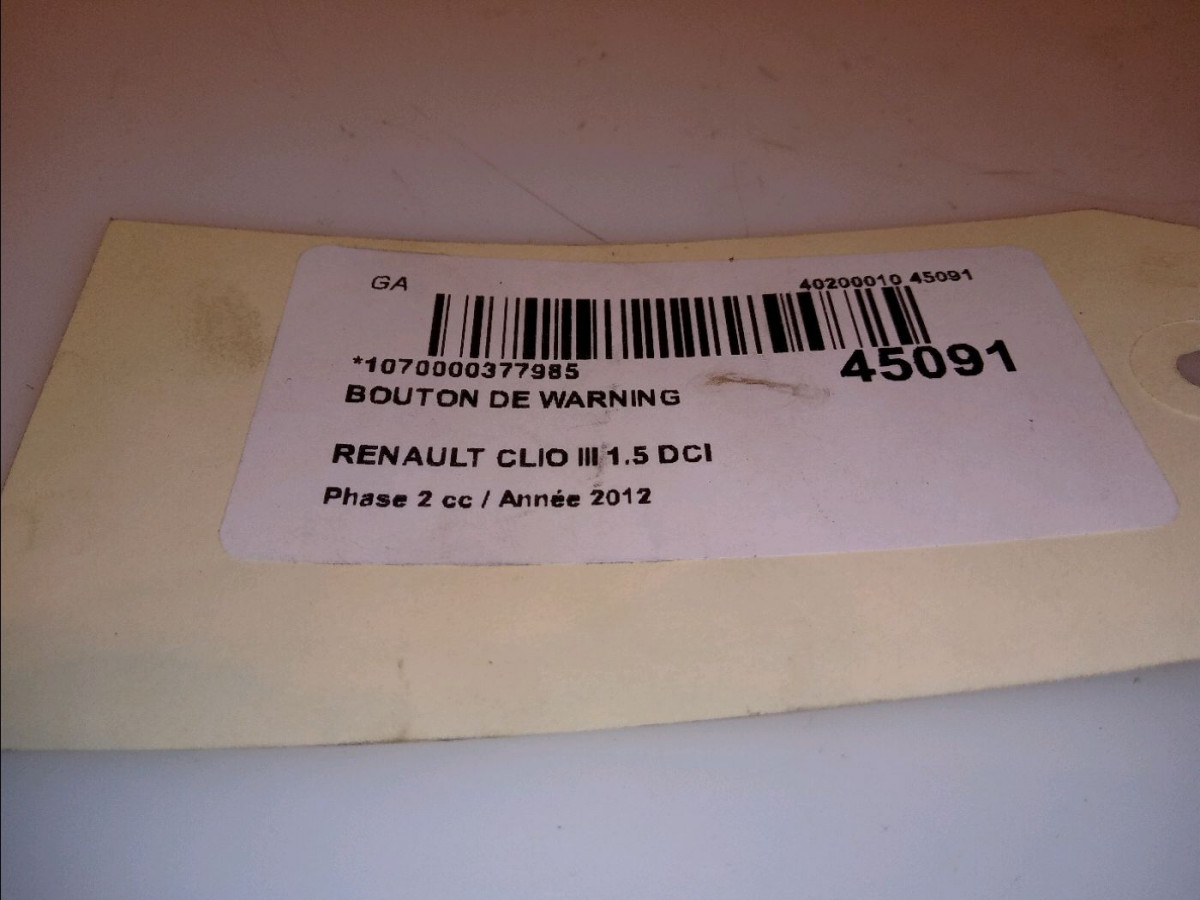 GA 40200010 45091
*1070000377985 45091
BOUTON DE WARNING
RENAULT CLIO III 1.5 DCI
Phase 2 cc / Année 2012